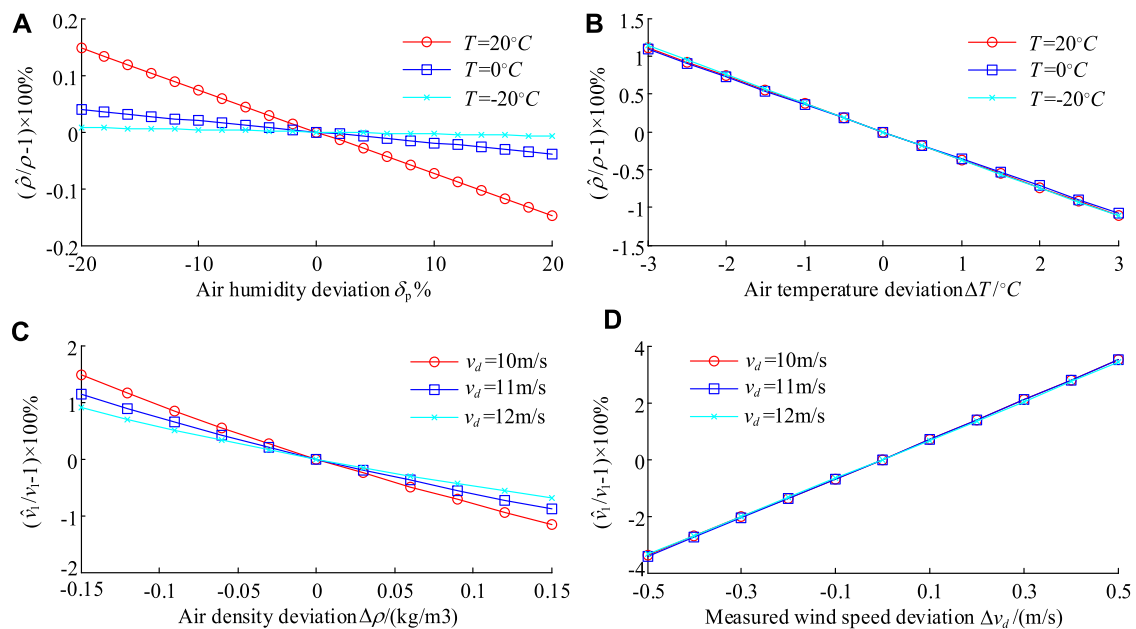 A
0.2
0.1
0
-0.1
-0.2
(ρ̂/ρ-1)×100%
T=20°C
T=0°C
T=-20°C
-20 -10 0 10 20
Air humidity deviation δp%
B
1.5
1
0.5
0
-0.5
-1
-1.5
(ρ̂/ρ-1)×100%
T=20°C
T=0°C
T=-20°C
-3 -2 -1 0 1 2 3
Air temperature deviation ΔT/°C
C
2
1
0
-1
-2
(v̂1/v1-1)×100%
vd=10m/s
vd=11m/s
vd=12m/s
-0.15 -0.1 -0.05 0 0.05 0.1 0.15
Air density deviation Δρ/(kg/m3)
D
4
2
0
-2
-4
(v̂1/v1-1)×100%
vd=10m/s
vd=11m/s
vd=12m/s
-0.5 -0.3 -0.1 0.1 0.3 0.5
Measured wind speed deviation Δvd/(m/s)